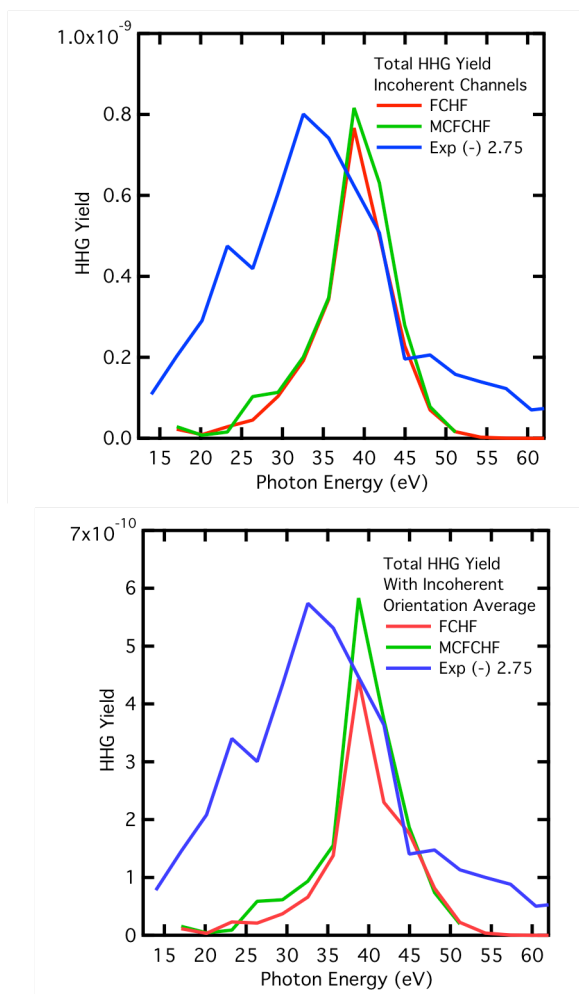 1.0x10-9
0.8
0.6
0.4
0.2
0.0
HHG Yield
Total HHG Yield
Incoherent Channels
FCHF
MCFCHF
Exp (-) 2.75
15 20 25 30 35 40 45 50 55 60
Photon Energy (eV)
7x10-10
6
5
4
3
2
1
0
HHG Yield
Total HHG Yield
With Incoherent
Orientation Average
FCHF
MCFCHF
Exp (-) 2.75
15 20 25 30 35 40 45 50 55 60
Photon Energy (eV)